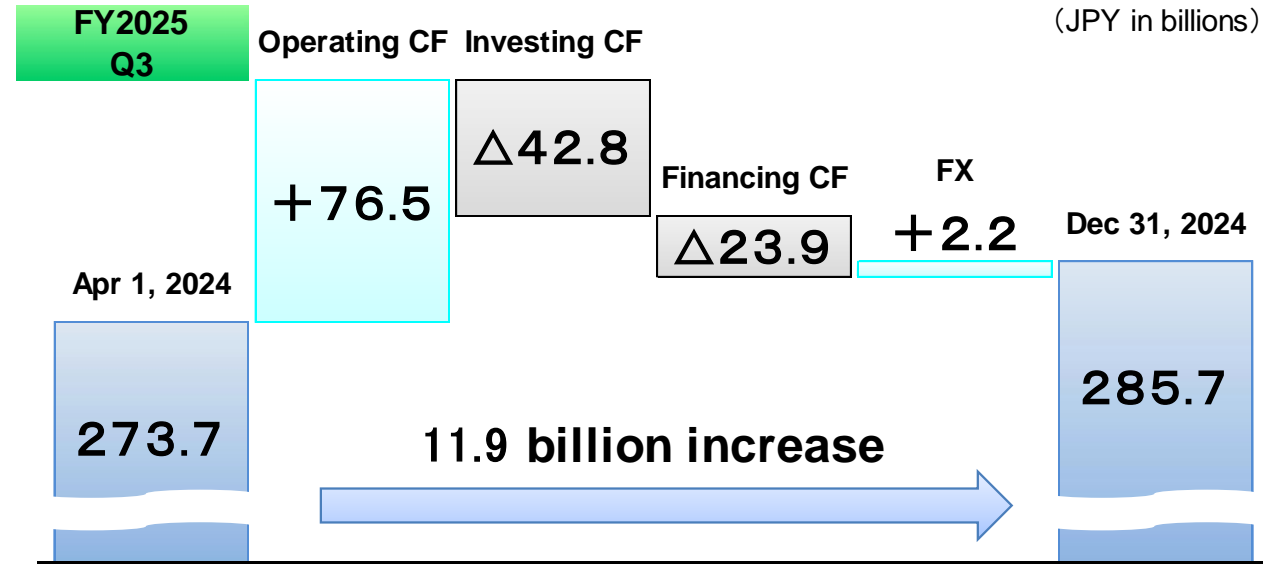 FY2025
Q3
（JPY in billions）
Operating CF
Investing CF
＋76.5
△42.8
Financing CF
△23.9
FX
＋2.2
Dec 31, 2024
Apr 1, 2024
273.7
285.7
11.9 billion increase